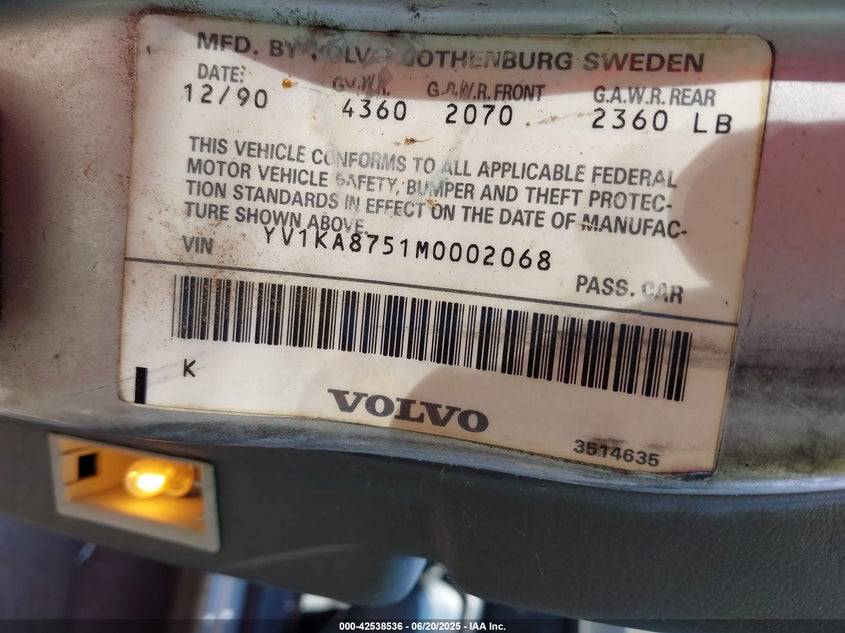 MFD. BY VOLVO GOTHENBURG SWEDEN
DATE: G.V.W.R. G.A.W.R. FRONT G.A.W.R. REAR
12/90 4360 2070 2360 LB
THIS VEHICLE CONFORMS TO ALL APPLICABLE FEDERAL
MOTOR VEHICLE SAFETY, BUMPER AND THEFT PROTEC-
TION STANDARDS IN EFFECT ON THE DATE OF MANUFAC-
TURE SHOWN ABOVE.
VIN YV1KA8751M0002068
PASS. CAR
K
VOLVO
3514635
000-42538536 - 06/20/2025 - IAA Inc.